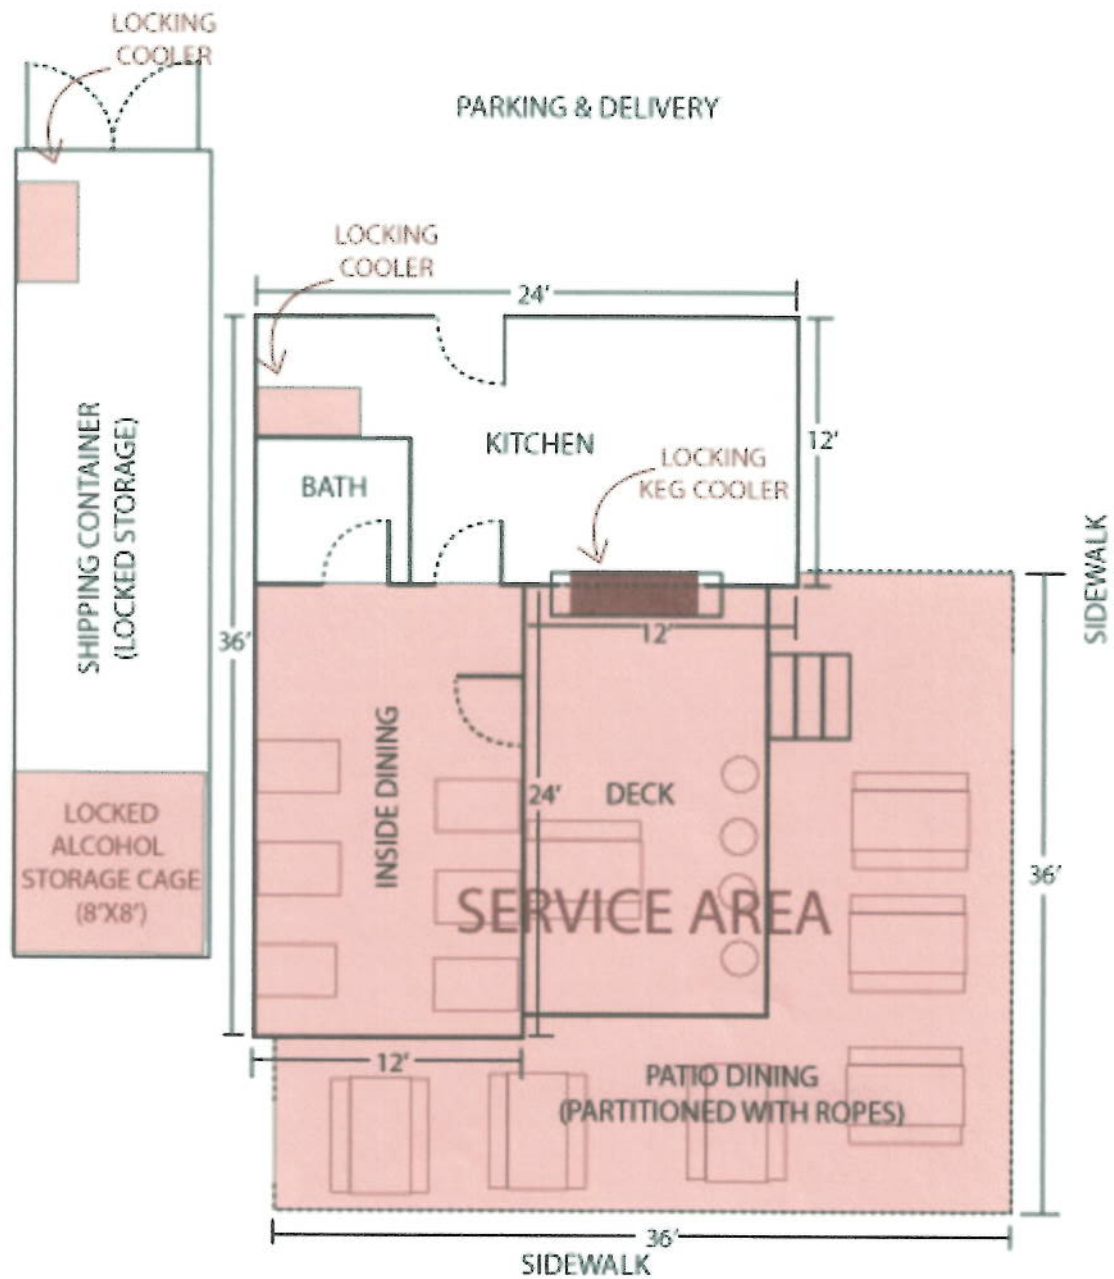 LOCKING
COOLER
PARKING & DELIVERY
LOCKING
COOLER
24'
SHIPPING CONTAINER
(LOCKED STORAGE)
KITCHEN
12'
LOCKING
KEG COOLER
BATH
SIDEWALK
36'
12'
INSIDE DINING
24'
DECK
LOCKED
ALCOHOL
STORAGE CAGE
(8'X8')
SERVICE AREA
36'
12'
PATIO DINING
(PARTITIONED WITH ROPES)
36'
SIDEWALK